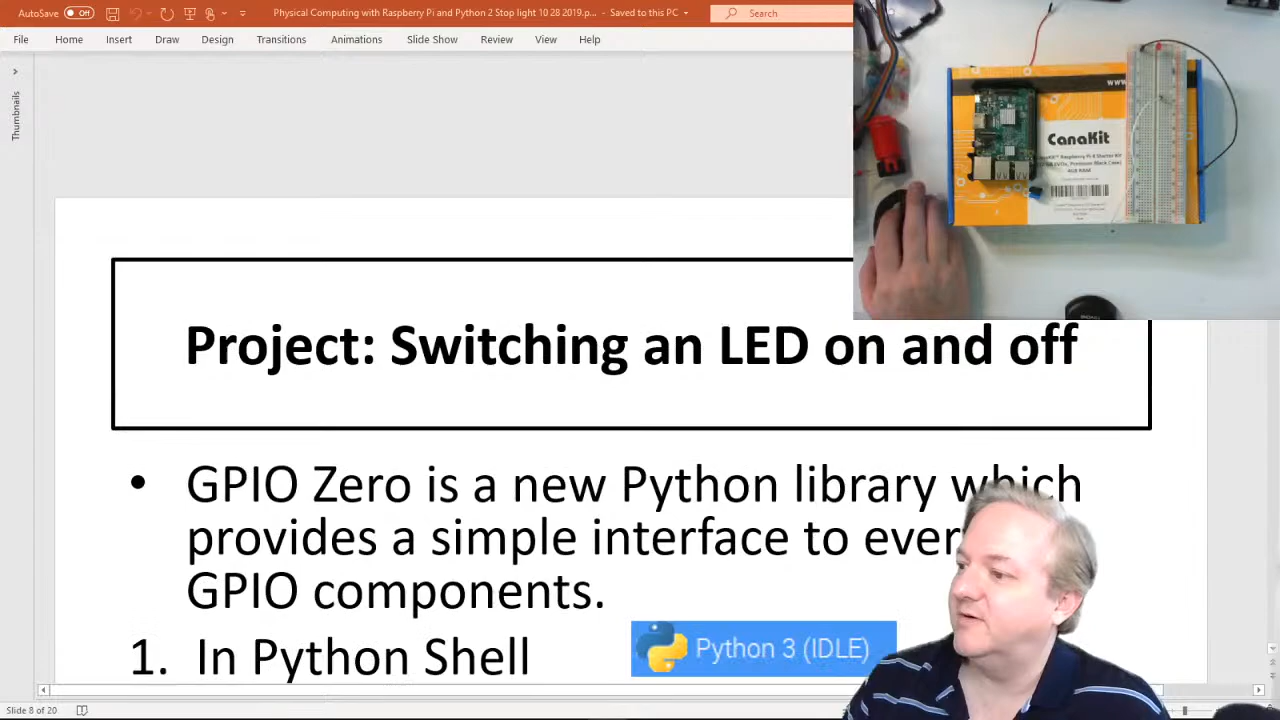 AutoSave Off Physical Computing with Raspberry Pi and Python 2 Stop light 10 28 2019.p... - Saved to this PC Search
File Home Insert Draw Design Transitions Animations Slide Show Review View Help
Thumbnails
www
CanaKit
4GB RAM
Project: Switching an LED on and off
• GPIO Zero is a new Python library which
provides a simple interface to ever
GPIO components.
1. In Python Shell
Python 3 (IDLE)
Slide 8 of 20